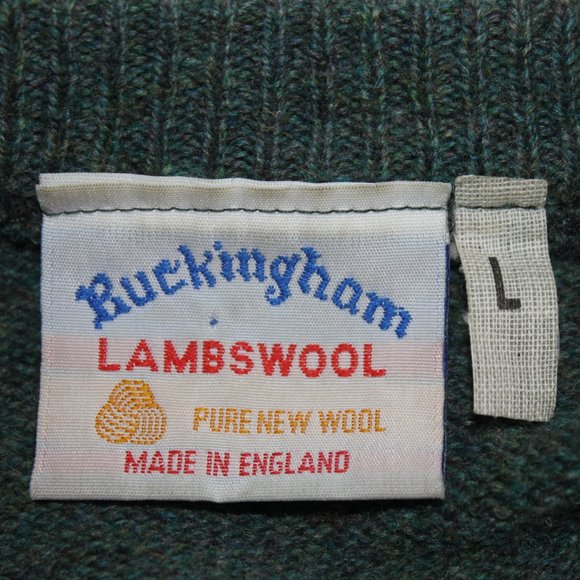 Buckingham
LAMBSWOOL
PURE NEW WOOL
MADE IN ENGLAND
L